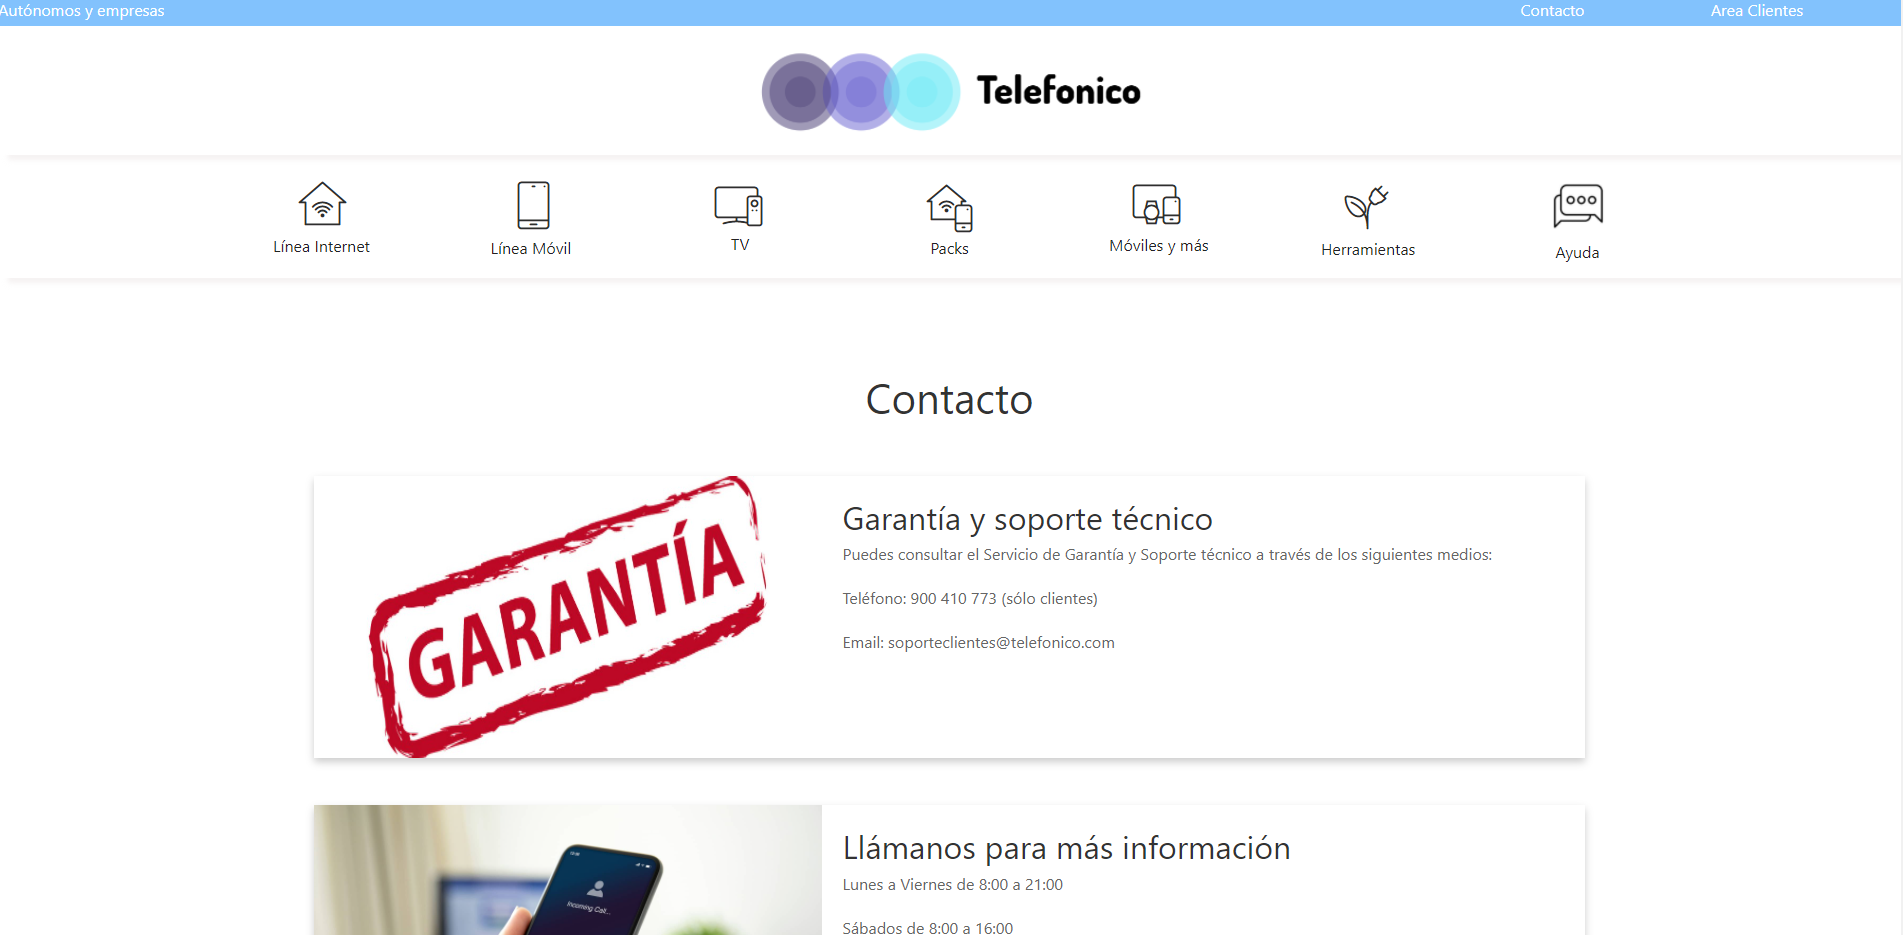 Autónomos y empresas
Contacto
Area Clientes
Telefonico
Línea Internet
Línea Móvil
TV
Packs
Móviles y más
Herramientas
Ayuda
Contacto
GARANTÍA
Garantía y soporte técnico
Puedes consultar el Servicio de Garantía y Soporte técnico a través de los siguientes medios:
Teléfono: 900 410 773 (sólo clientes)
Email: soporteclientes@telefonico.com
Incoming Call...
Llámanos para más información
Lunes a Viernes de 8:00 a 21:00
Sábados de 8:00 a 16:00